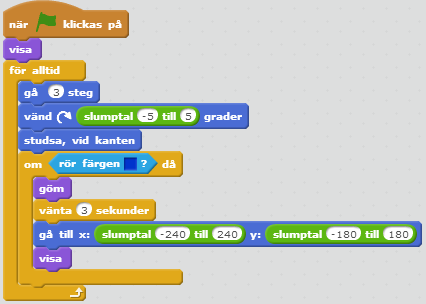 när klickas på
visa
för alltid
gå 3 steg
vänd slumptal -5 till 5 grader
studsa, vid kanten
om rör färgen ? då
göm
vänta 3 sekunder
gå till x: slumptal -240 till 240 y: slumptal -180 till 180
visa